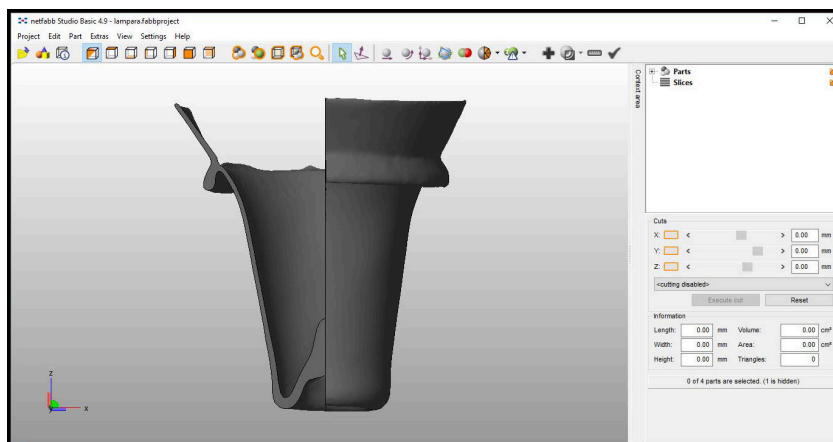 netfabb Studio Basic 4.9 - lampara.fabbproject
Project Edit Part Extras View Settings Help
Context area
Parts
Slices
Cuts
X: < > 0.00 mm
Y: < > 0.00 mm
Z: < > 0.00 mm
<cutting disabled>
Execute cut Reset
Information
Length: 0.00 mm Volume: 0.00 cm³
Width: 0.00 mm Area: 0.00 cm²
Height: 0.00 mm Triangles: 0
0 of 4 parts are selected. (1 is hidden)
z
y x